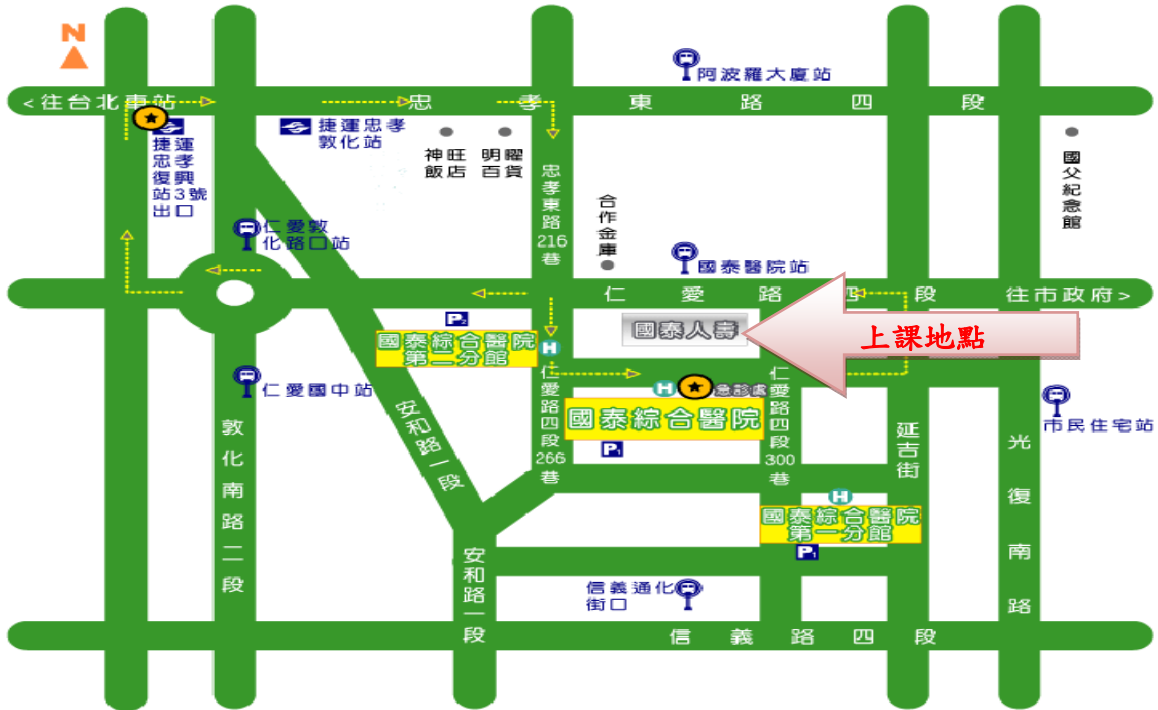 N
阿波羅大廈站
<往台北車站
忠孝東路四段
捷運
忠孝
復興
站3號
出口
捷運忠孝
敦化站
神旺
飯店
明曜
百貨
忠孝東路216巷
合作金庫
國父紀念館
仁愛敦
化路口站
國泰醫院站
仁愛路四段
往市政府>
P2
國泰綜合醫院
第二分館
H
國泰人壽
上課地點
仁愛國中站
仁愛路四段266巷
H
急診處
國泰綜合醫院
P1
仁愛路四段300巷
市民住宅站
敦化南路二段
安和路一段
延吉街
光復南路
H
國泰綜合醫院
第一分館
P1
安和路一段
信義通化
街口
信義路四段